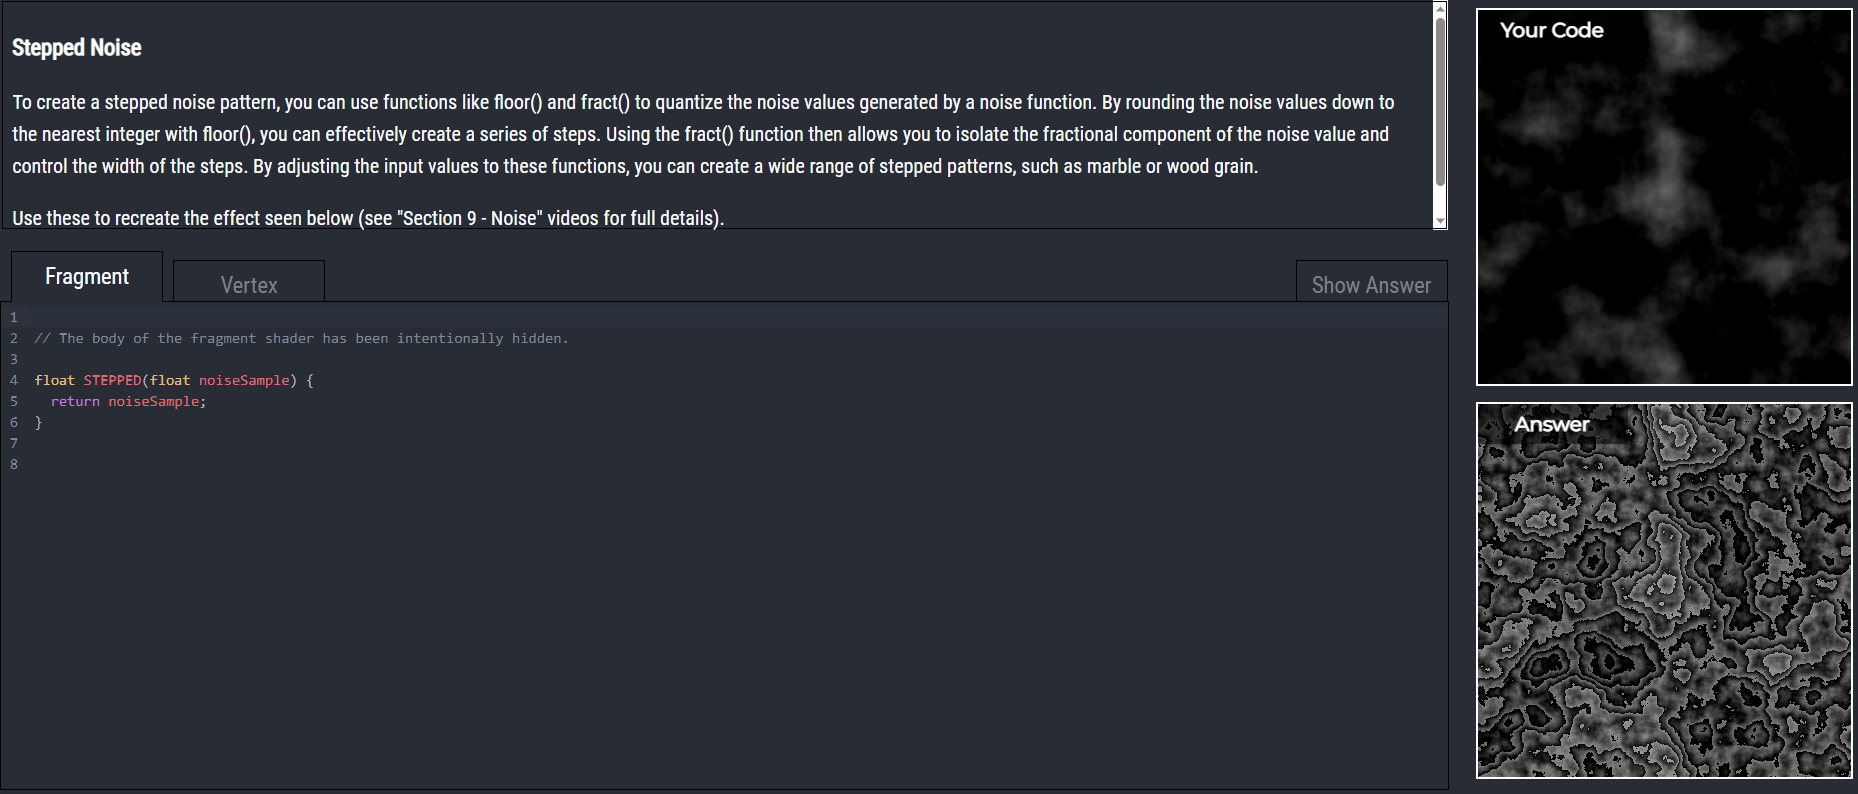 Stepped Noise
To create a stepped noise pattern, you can use functions like floor() and fract() to quantize the noise values generated by a noise function. By rounding the noise values down to
the nearest integer with floor(), you can effectively create a series of steps. Using the fract() function then allows you to isolate the fractional component of the noise value and
control the width of the steps. By adjusting the input values to these functions, you can create a wide range of stepped patterns, such as marble or wood grain.
Use these to recreate the effect seen below (see "Section 9 - Noise" videos for full details).
Fragment
Vertex
Show Answer
1
2 // The body of the fragment shader has been intentionally hidden.
3
4 float STEPPED(float noiseSample) {
5 return noiseSample;
6 }
7
8
Your Code
Answer